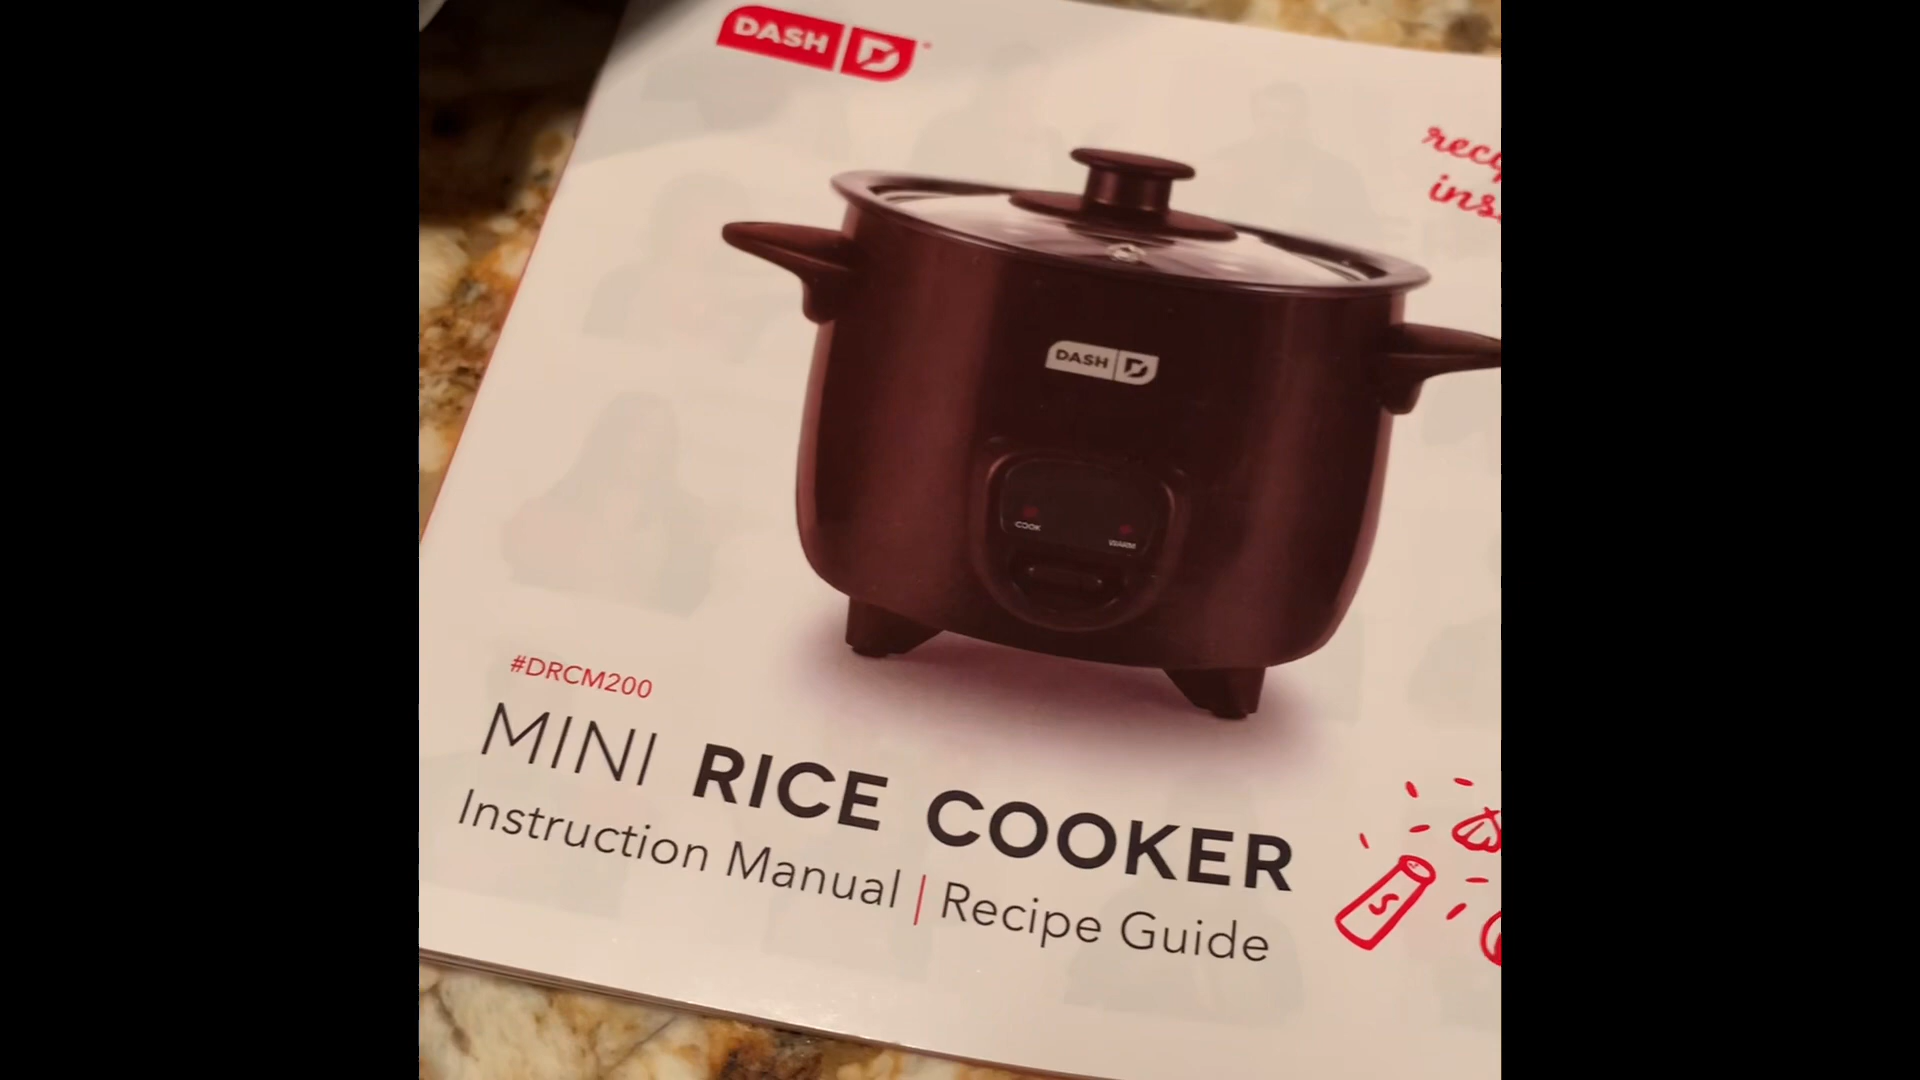 DASH
DASH
COOK
WARM
#DRCM200
MINI RICE COOKER
Instruction Manual | Recipe Guide
S